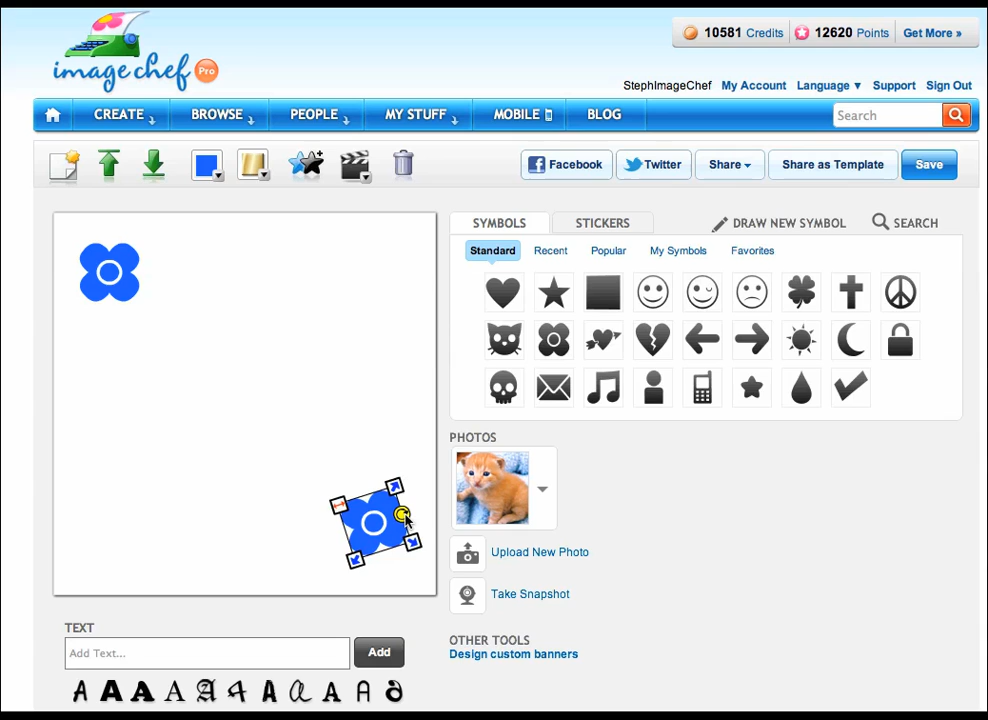 10581 Credits 12620 Points Get More »
image chef Pro
StephImageChef My Account Language ▼ Support Sign Out
CREATE BROWSE PEOPLE MY STUFF MOBILE BLOG Search
Facebook Twitter Share Share as Template Save
SYMBOLS STICKERS DRAW NEW SYMBOL SEARCH
Standard Recent Popular My Symbols Favorites
PHOTOS
Upload New Photo
Take Snapshot
TEXT
OTHER TOOLS
Add Text... Add
Design custom banners
A A A A A A A A A A a